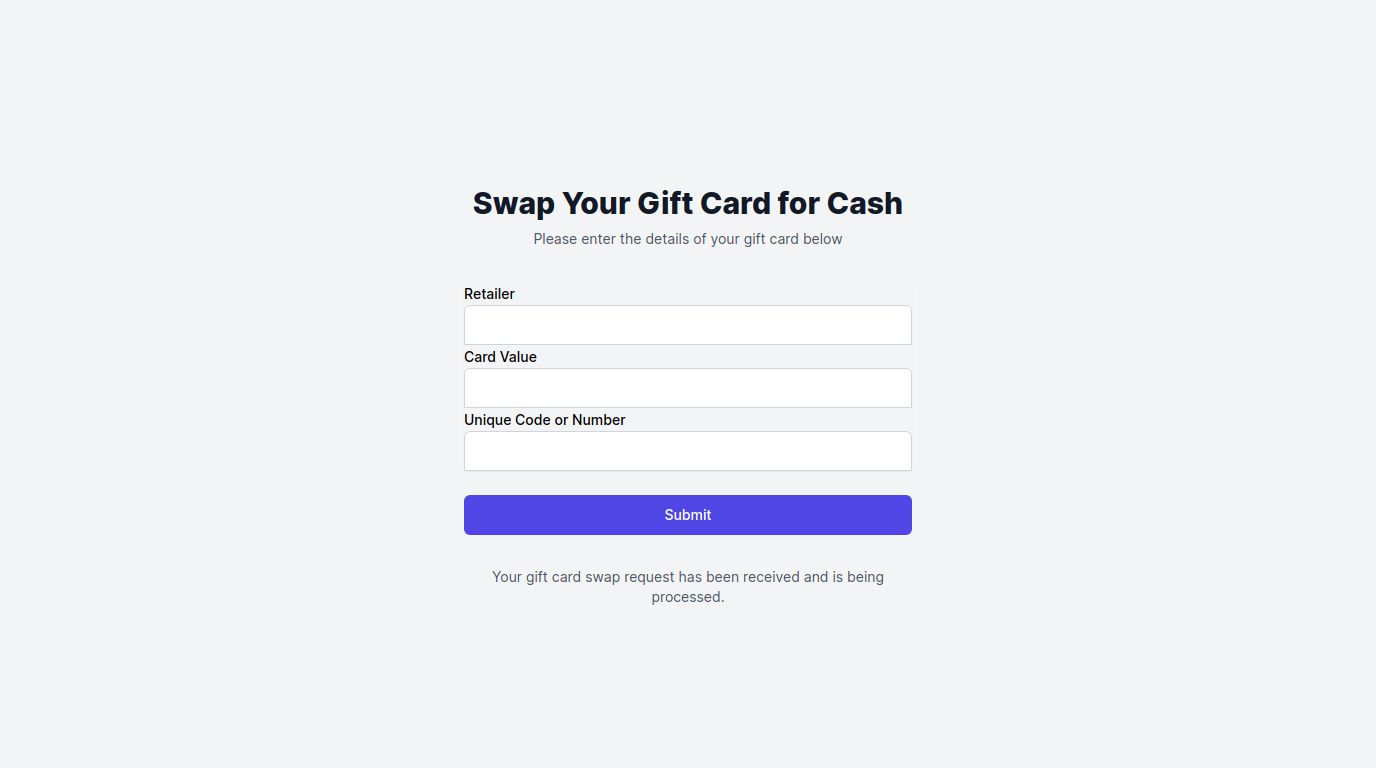 Swap Your Gift Card for Cash
Please enter the details of your gift card below
Retailer
Card Value
Unique Code or Number
Submit
Your gift card swap request has been received and is being
processed.